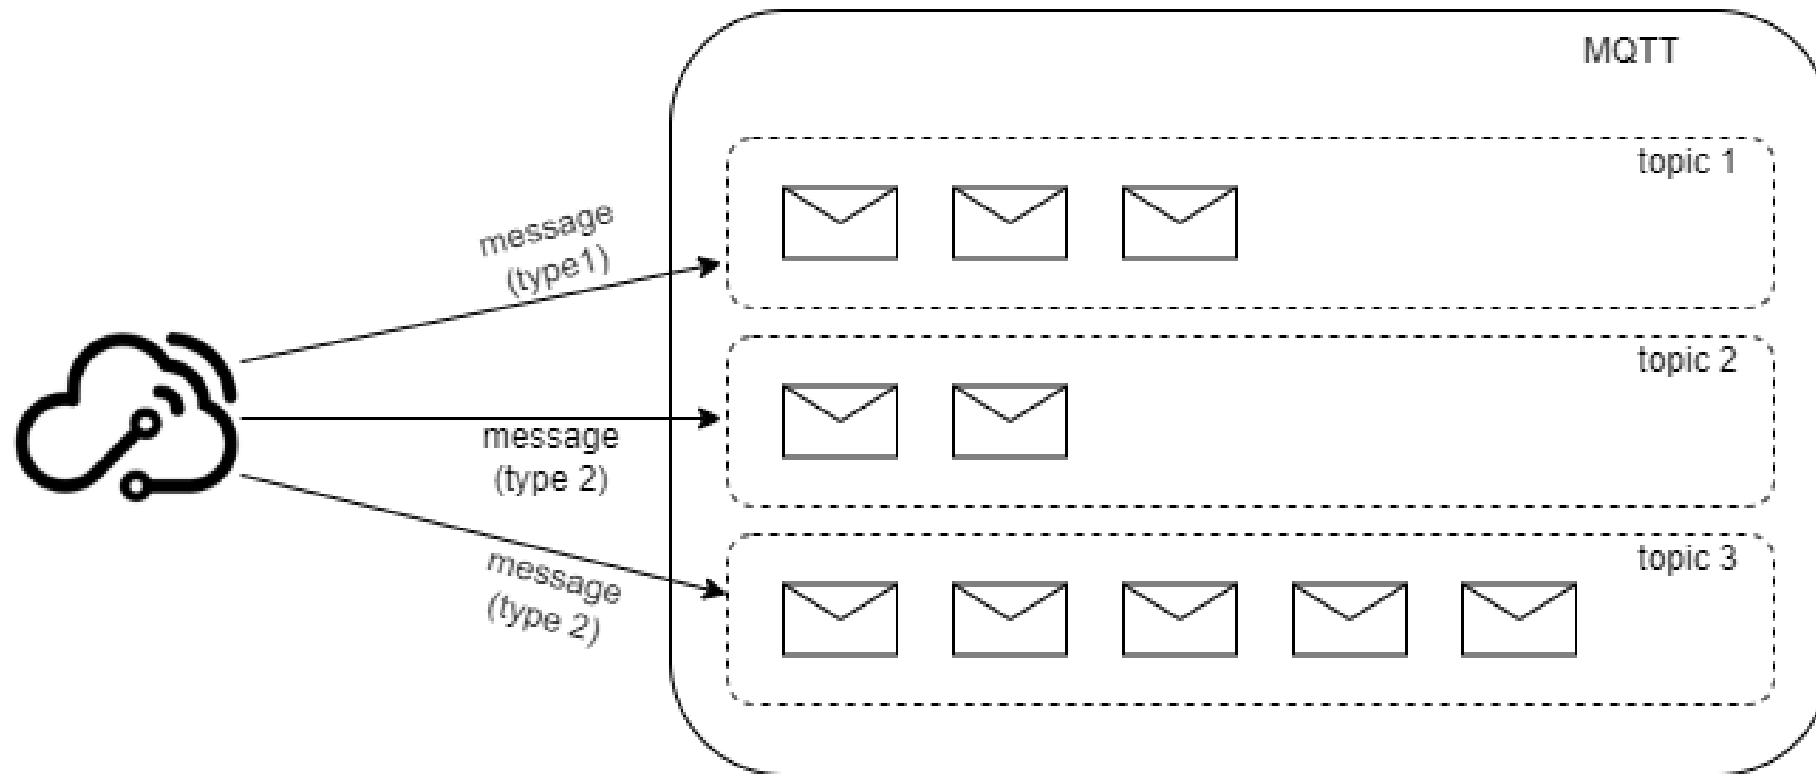 MQTT
topic 1
message
(type1)
topic 2
message
(type 2)
topic 3
message
(type 2)